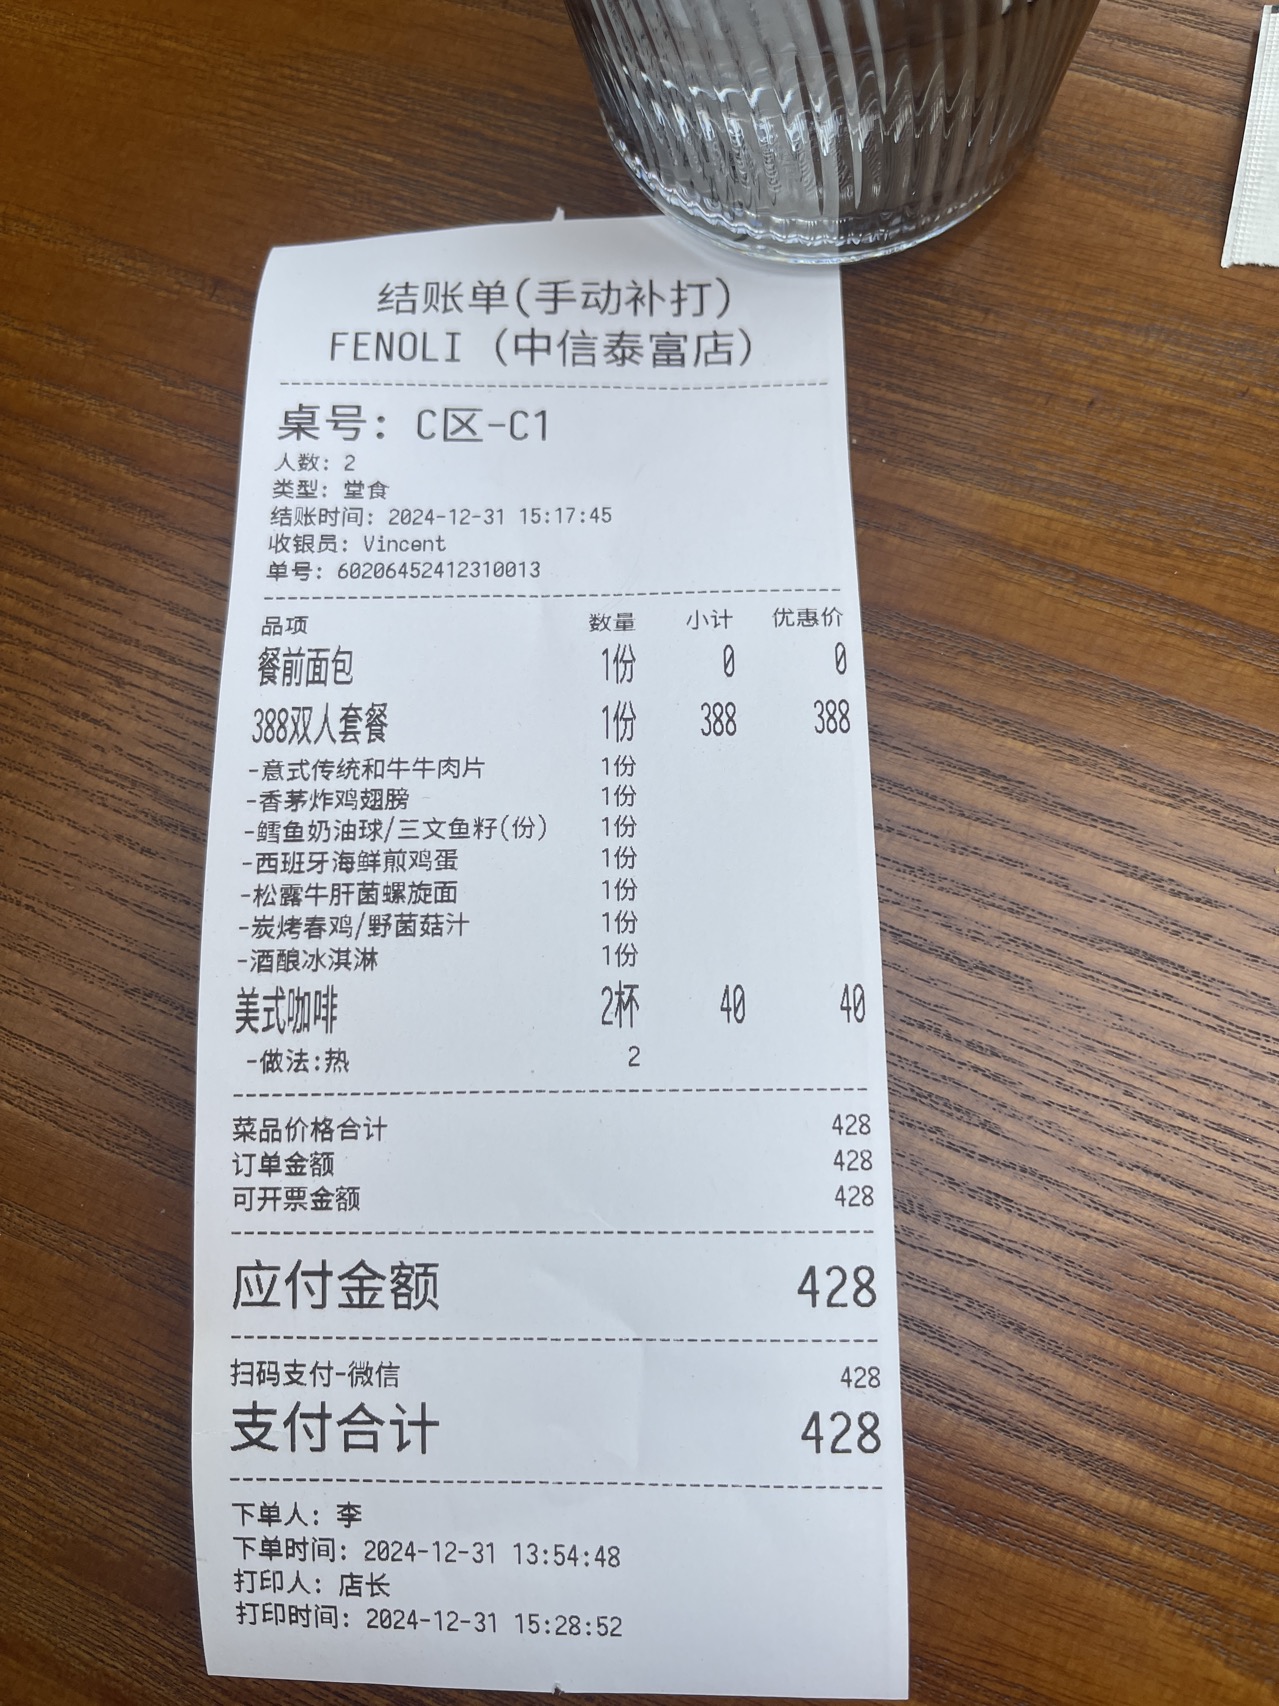 结账单(手动补打)
FENOLI (中信泰富店)
桌号: C区-C1
人数: 2
类型: 堂食
结账时间: 2024-12-31 15:17:45
收银员: Vincent
单号: 60206452412310013
品项 数量 小计 优惠价
餐前面包 1份 0 0
388双人套餐 1份 388 388
-意式传统和牛牛肉片 1份
-香茅炸鸡翅膀 1份
-鳕鱼奶油球/三文鱼籽(份) 1份
-西班牙海鲜煎鸡蛋 1份
-松露牛肝菌螺旋面 1份
-炭烤春鸡/野菌菇汁 1份
-酒酿冰淇淋 1份
美式咖啡 2杯 40 40
-做法:热 2
菜品价格合计 428
订单金额 428
可开票金额 428
应付金额 428
扫码支付-微信 428
支付合计 428
下单人: 李
下单时间: 2024-12-31 13:54:48
打印人: 店长
打印时间: 2024-12-31 15:28:52